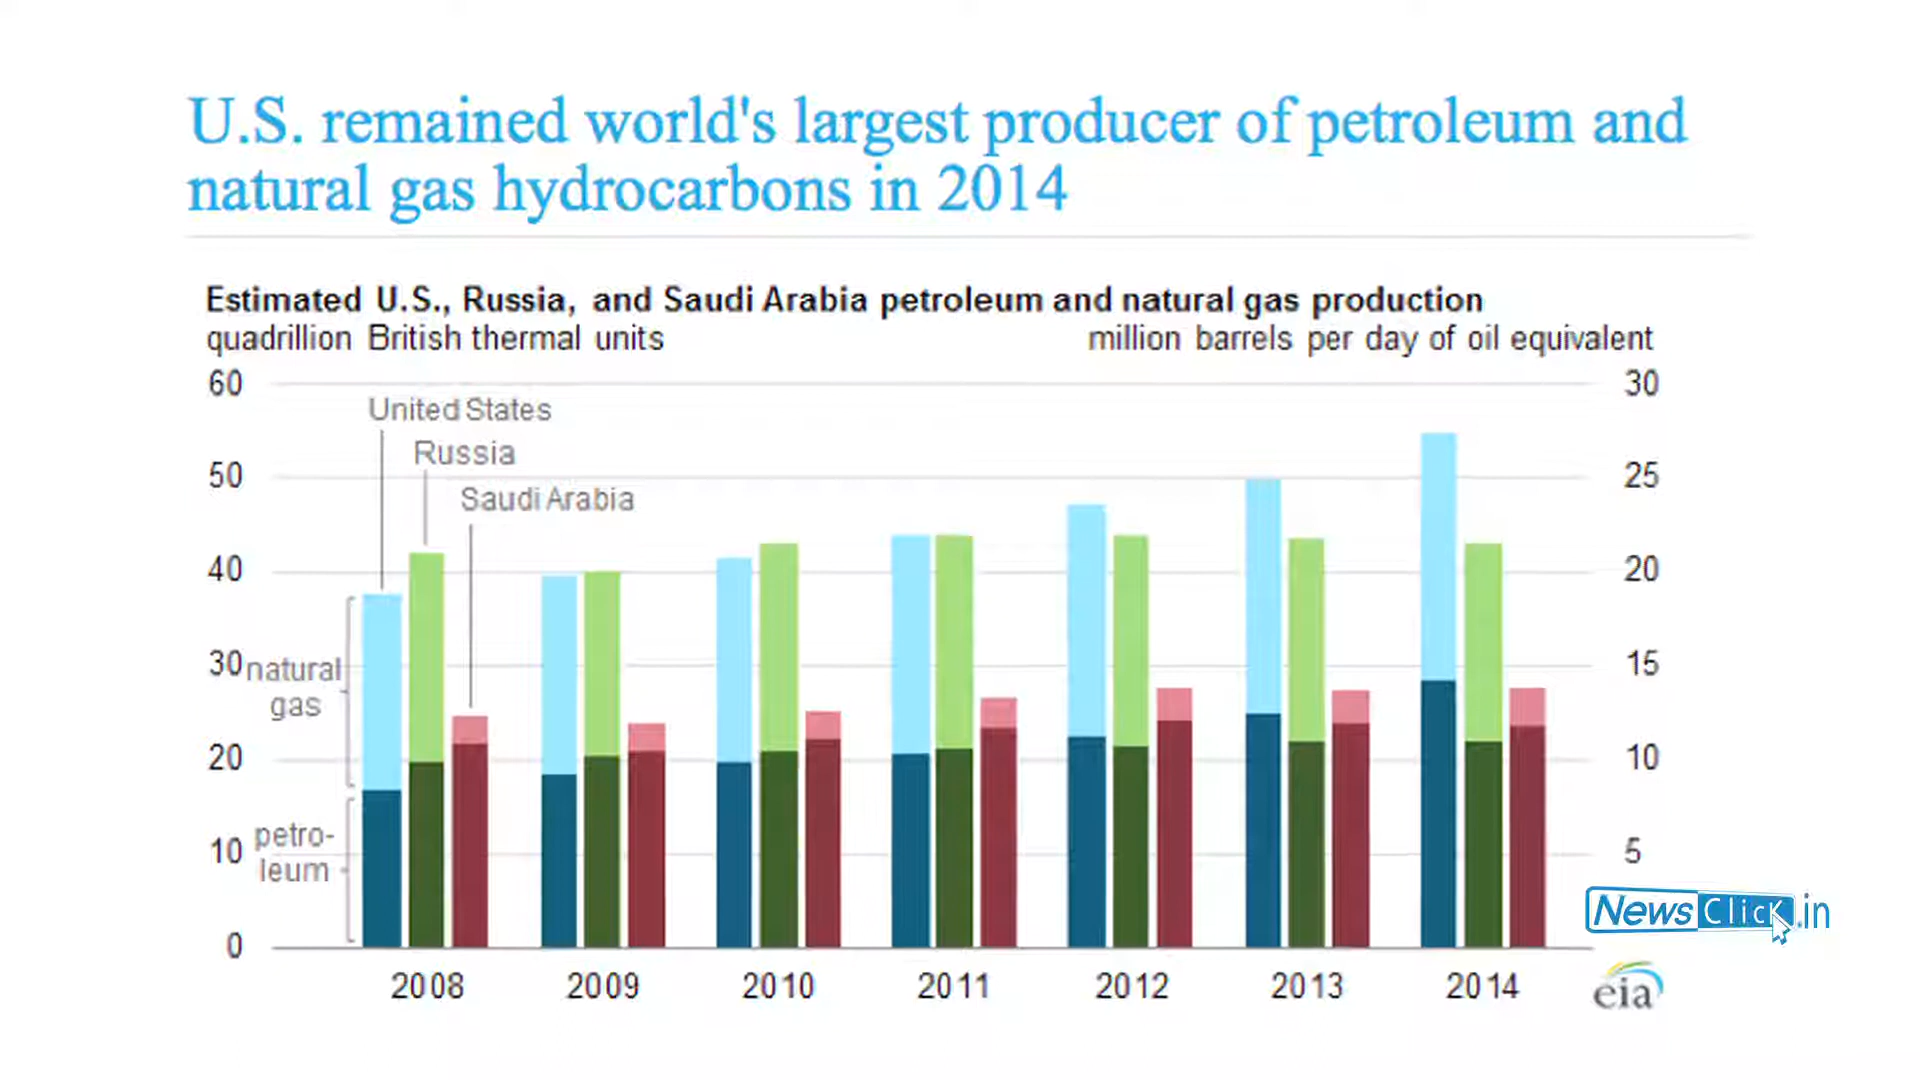 U.S. remained world's largest producer of petroleum and
natural gas hydrocarbons in 2014
Estimated U.S., Russia, and Saudi Arabia petroleum and natural gas production
quadrillion British thermal units
million barrels per day of oil equivalent
60
30
United States
Russia
50
25
Saudi Arabia
40
20
30
natural
gas
15
20
10
petro-
leum
10
5
0
NewsClick.in
2008
2009
2010
2011
2012
2013
2014
eia